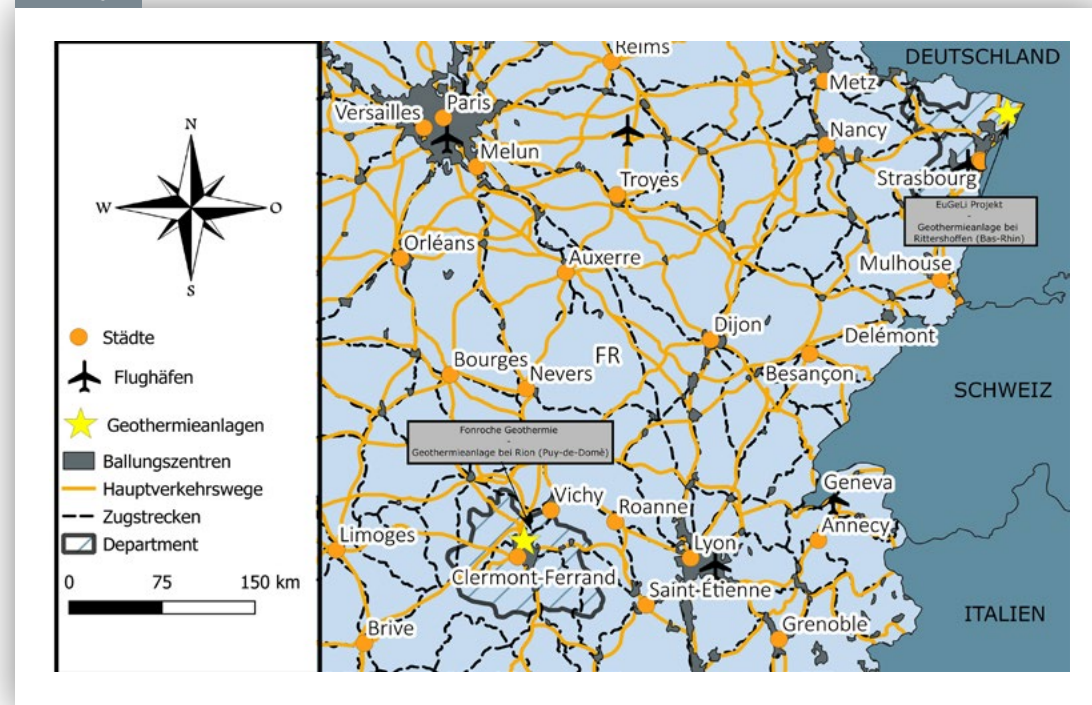 N
W
O
S
Städte
Flughäfen
Geothermieanlagen
Ballungszentren
Hauptverkehrswege
Zugstrecken
Department
0 75 150 km
Reims
DEUTSCHLAND
Metz
Paris
Versailles
Nancy
Melun
Troyes
Strasbourg
EuGeLi Projekt
-
Geothermieanlage bei
Rittershoffen (Bas-Rhin)
Orléans
Auxerre
Mulhouse
Dijon
Delémont
FR
Bourges
Nevers
Besançon
SCHWEIZ
Fonroche Geothermie
-
Geothermieanlage bei Rion (Puy-de-Domê)
Geneva
Vichy
Roanne
Annecy
Limoges
Lyon
Clermont-Ferrand
Saint-Étienne
ITALIEN
Brive
Grenoble